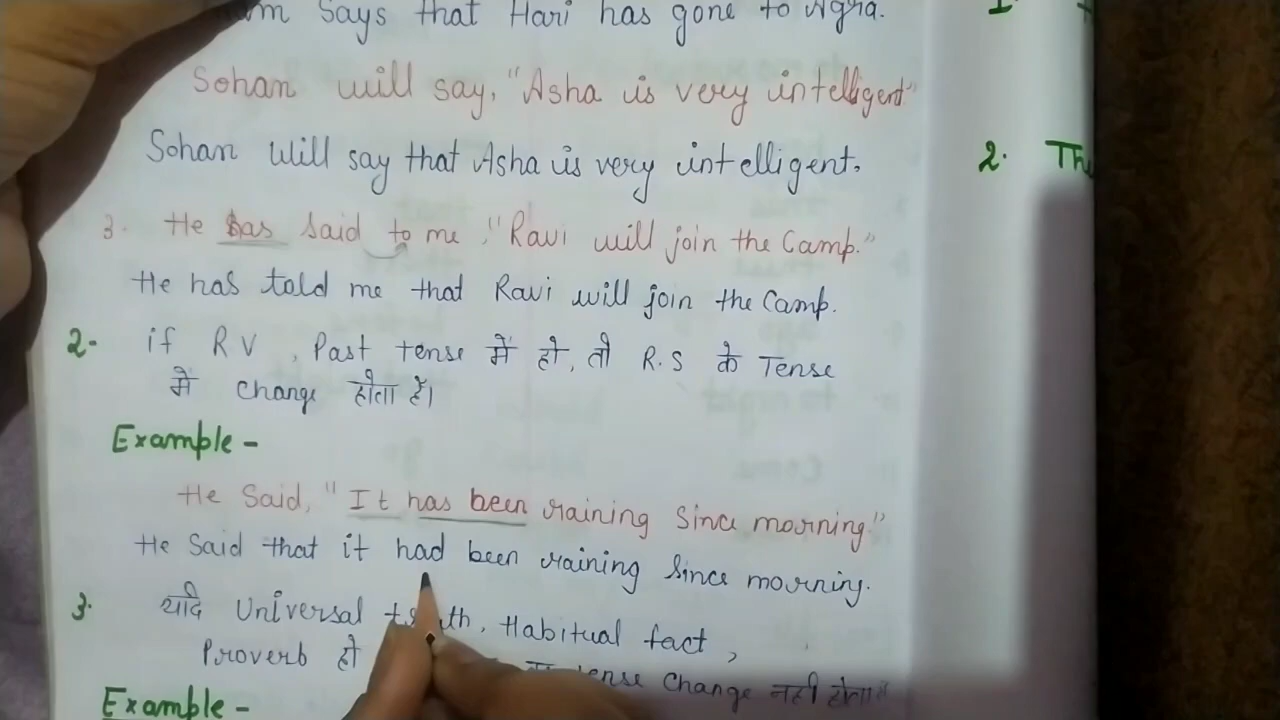 says that Hari has gone to Agra.
Sohan will say, "Asha is very intelligent"
Sohan will say that Asha is very intelligent.
3. He has said to me, "Ravi will join the Camp."
He has told me that Ravi will join the Camp.
2- if R V , Past tense में हो, तो R.S के Tense
में change होता है।
Example -
He Said, "It has been raining Since morning"
He Said that it had been raining Since morning.
3. यदि Universal , Habitual fact ,
Proverb हो tense change नहीं होता
Example -
2.